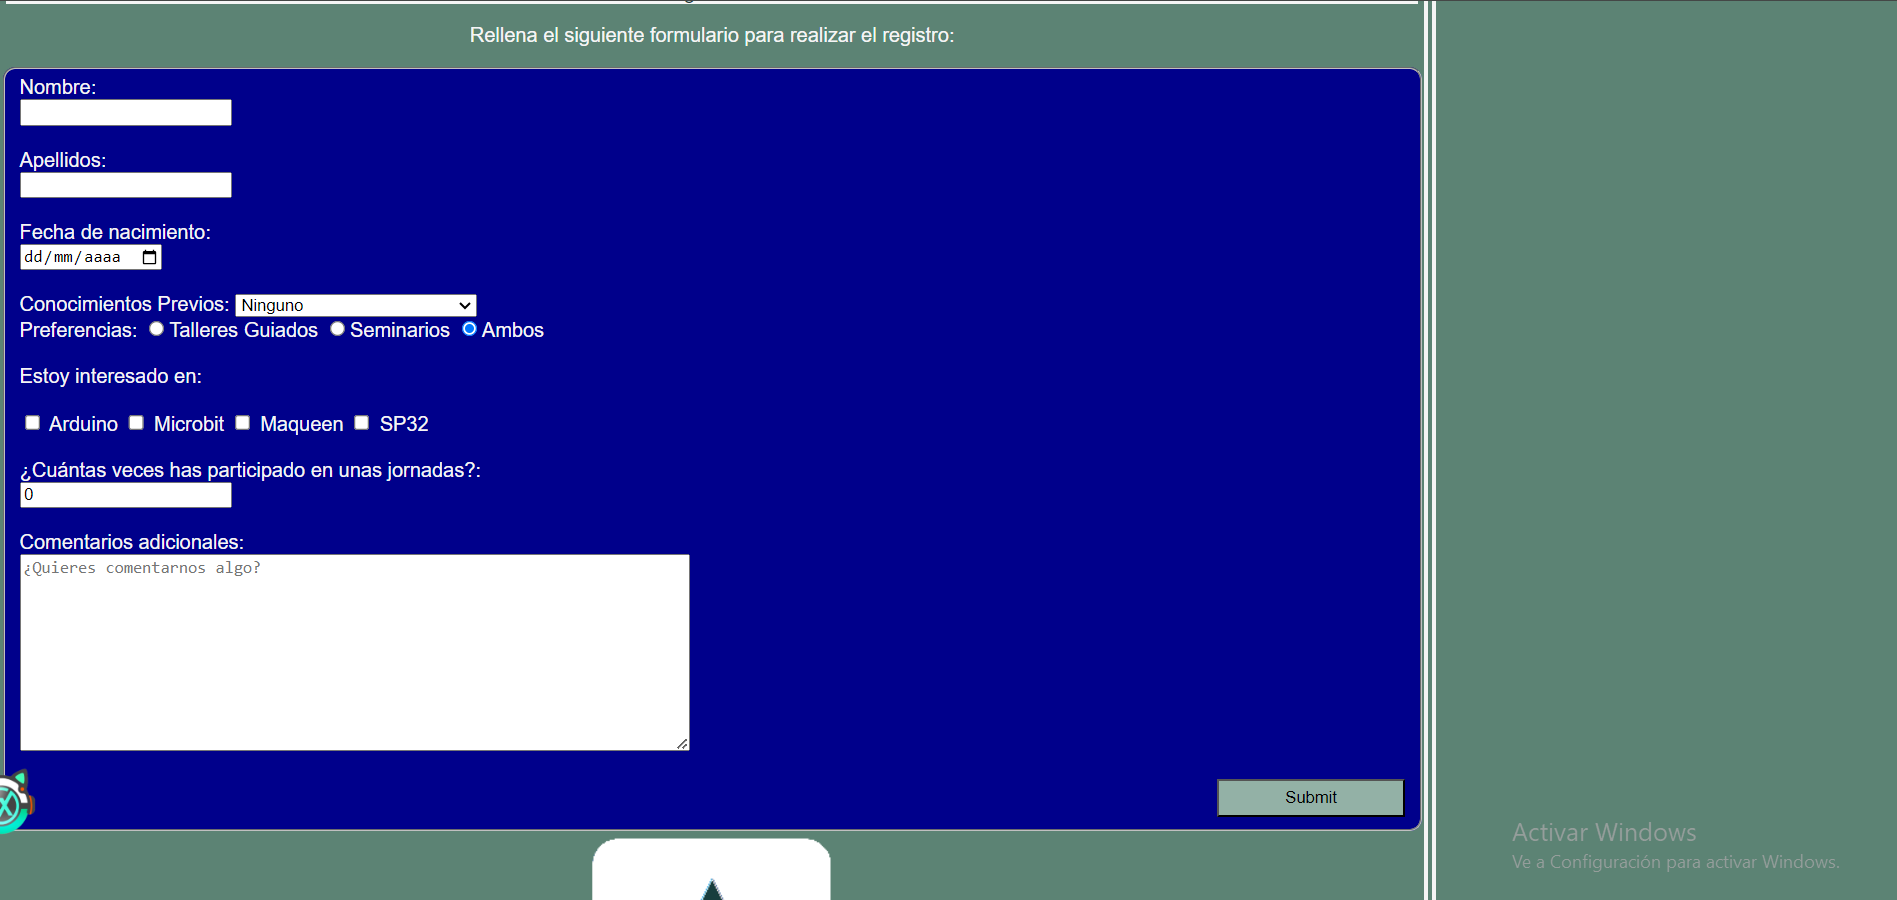 Rellena el siguiente formulario para realizar el registro:
Nombre:
Apellidos:
Fecha de nacimiento:
dd/mm/aaaa
Conocimientos Previos: Ninguno
Preferencias: Talleres Guiados Seminarios Ambos
Estoy interesado en:
Arduino Microbit Maqueen SP32
¿Cuántas veces has participado en unas jornadas?:
0
Comentarios adicionales:
¿Quieres comentarnos algo?
Submit
Activar Windows
Ve a Configuración para activar Windows.